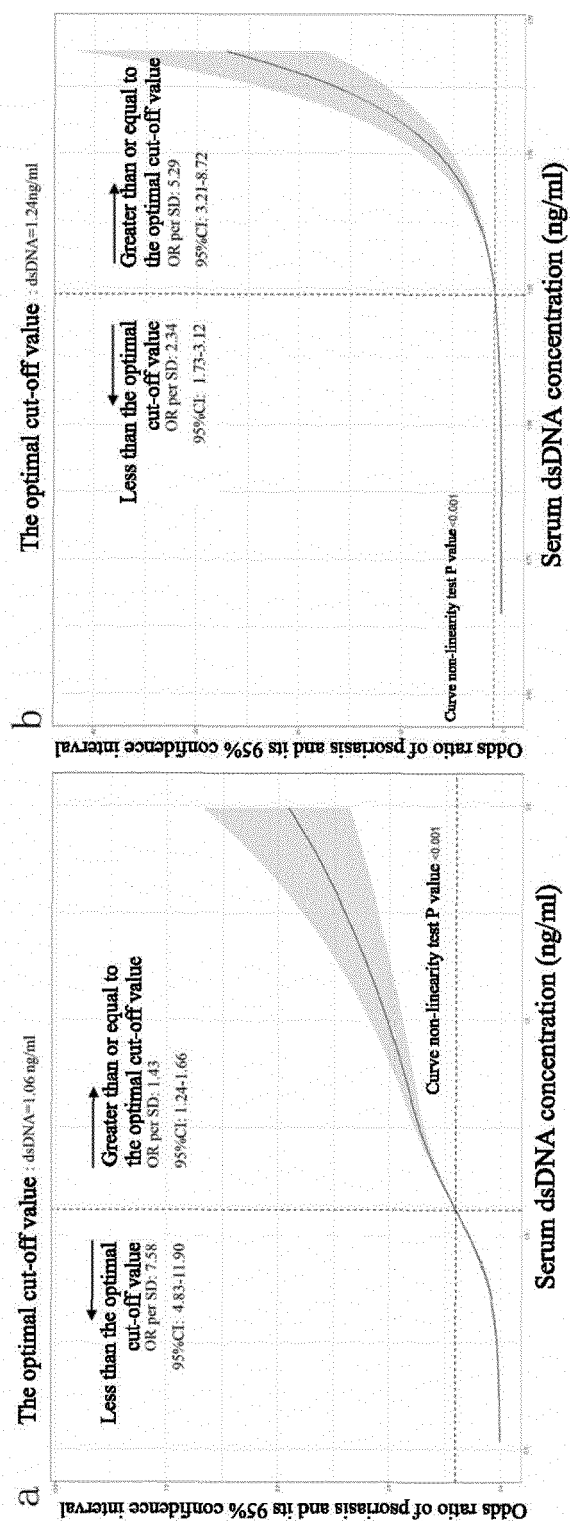 a
The optimal cut-off value : dsDNA=1.06 ng/ml
Less than the optimal
cut-off value
OR per SD: 7.58
95%CI: 4.83-11.90
Greater than or equal to
the optimal cut-off value
OR per SD: 1.43
95%CI: 1.24-1.66
Curve non-linearity test P value<0.001
Odds ratio of psoriasis and its 95% confidence interval
Serum dsDNA concentration (ng/ml)
b
The optimal cut-off value : dsDNA=1.24ng/ml
Less than the optimal
cut-off value
OR per SD: 2.34
95%CI: 1.73-3.12
Greater than or equal to
the optimal cut-off value
OR per SD: 5.29
95%CI: 3.21-8.72
Curve non-linearity test P value<0.001
Odds ratio of psoriasis and its 95% confidence interval
Serum dsDNA concentration (ng/ml)